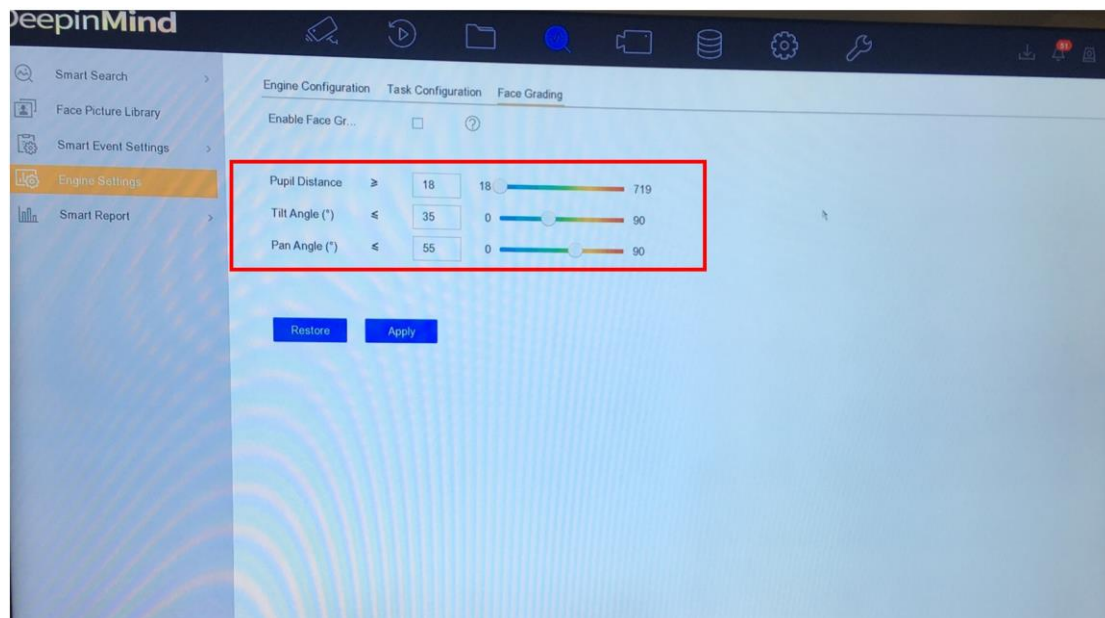 DeepinMind
Smart Search
Face Picture Library
Smart Event Settings
Engine Settings
Smart Report
Engine Configuration Task Configuration Face Grading
Enable Face Gr...
Pupil Distance ≥ 18 18 719
Tilt Angle (°) ≤ 35 0 90
Pan Angle (°) ≤ 55 0 90
Restore Apply